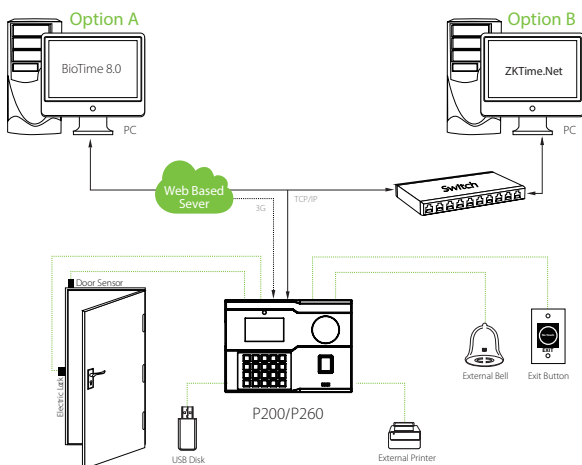 Option A
Option B
BioTime 8.0
ZKTime.Net
PC
PC
Web Based
Sever
Switch
3G
TCP/IP
Door Sensor
Electric Lock
P200/P260
External Bell
EXIT
Exit Button
USB Disk
External Printer